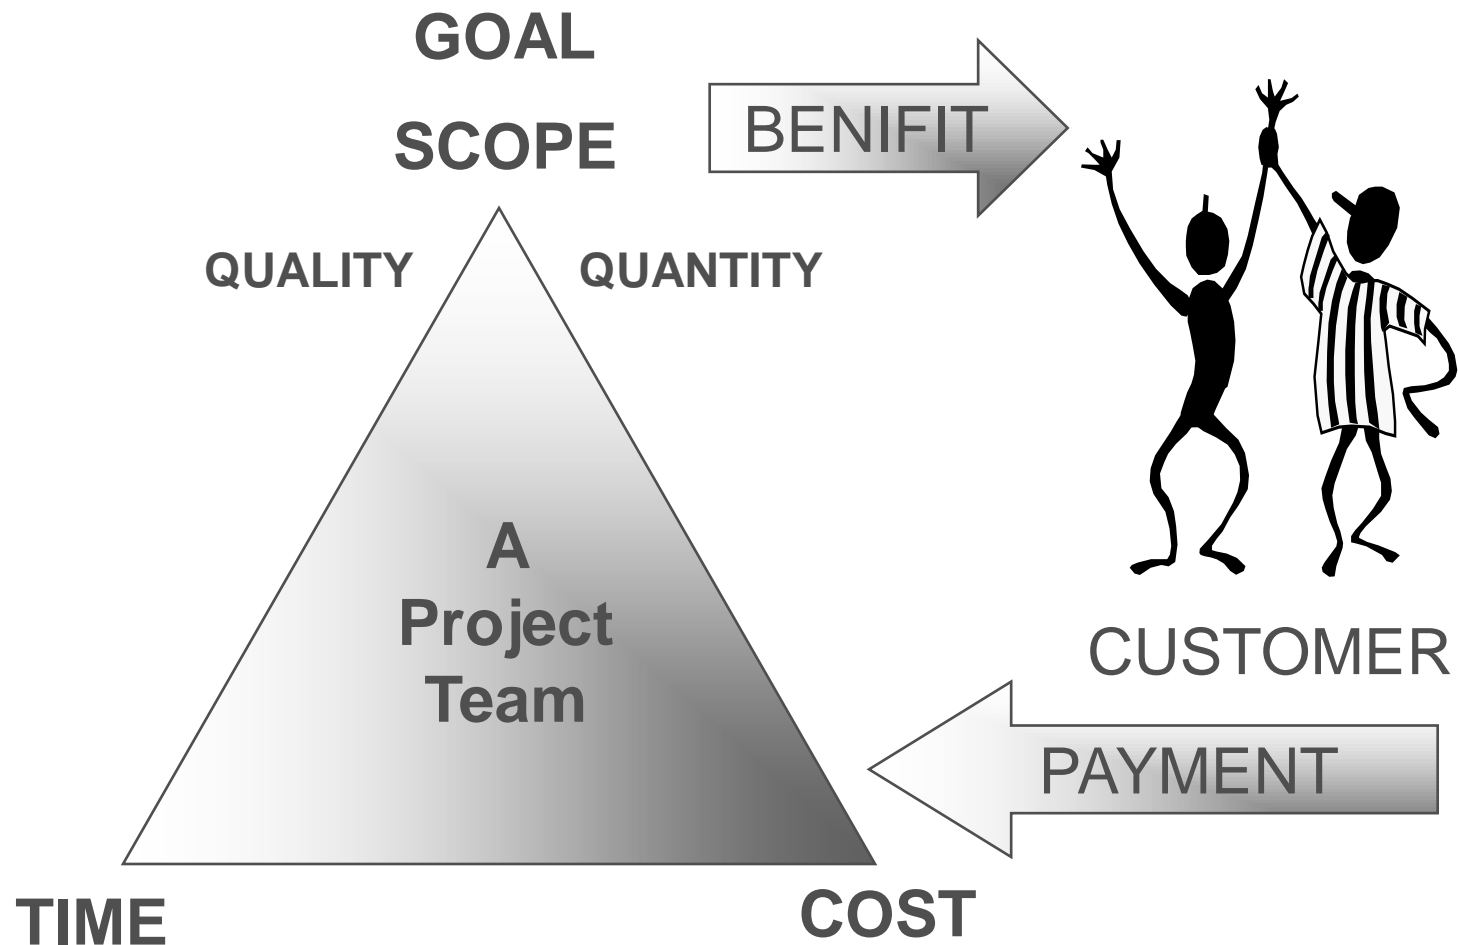 GOAL
SCOPE
BENIFIT
QUALITY
QUANTITY
A
Project
Team
CUSTOMER
PAYMENT
TIME
COST